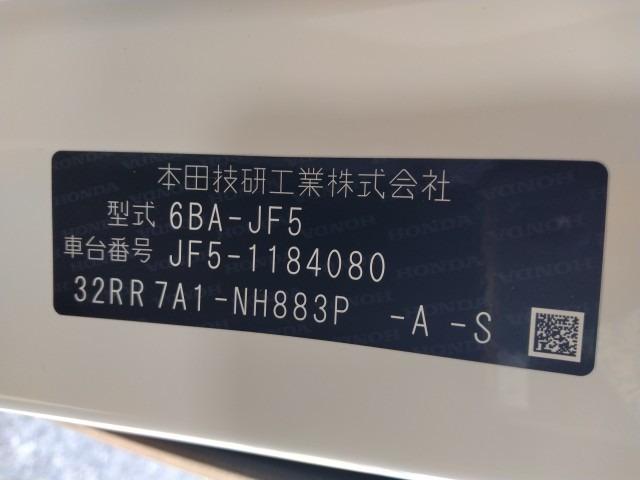 本田技研工業株式会社
型式 6BA-JF5
車台番号 JF5-1184080
32RR 7A1-NH883P -A -S